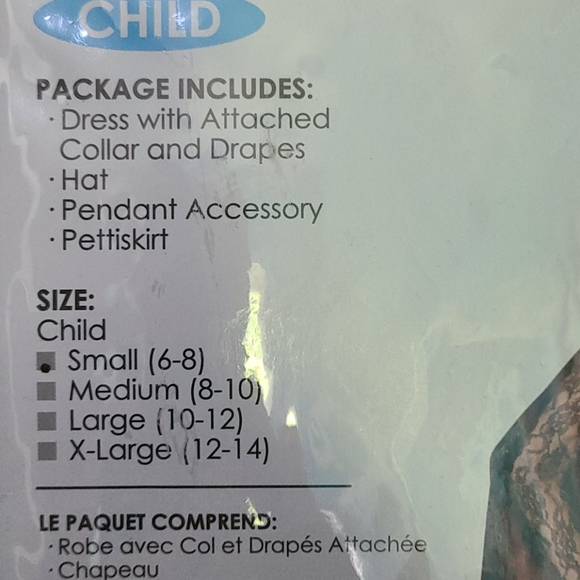 CHILD
PACKAGE INCLUDES:
· Dress with Attached
Collar and Drapes
· Hat
· Pendant Accessory
· Pettiskirt
SIZE:
Child
Small (6-8)
Medium (8-10)
Large (10-12)
X-Large (12-14)
LE PAQUET COMPREND:
· Robe avec Col et Drapés Attachée
· Chapeau